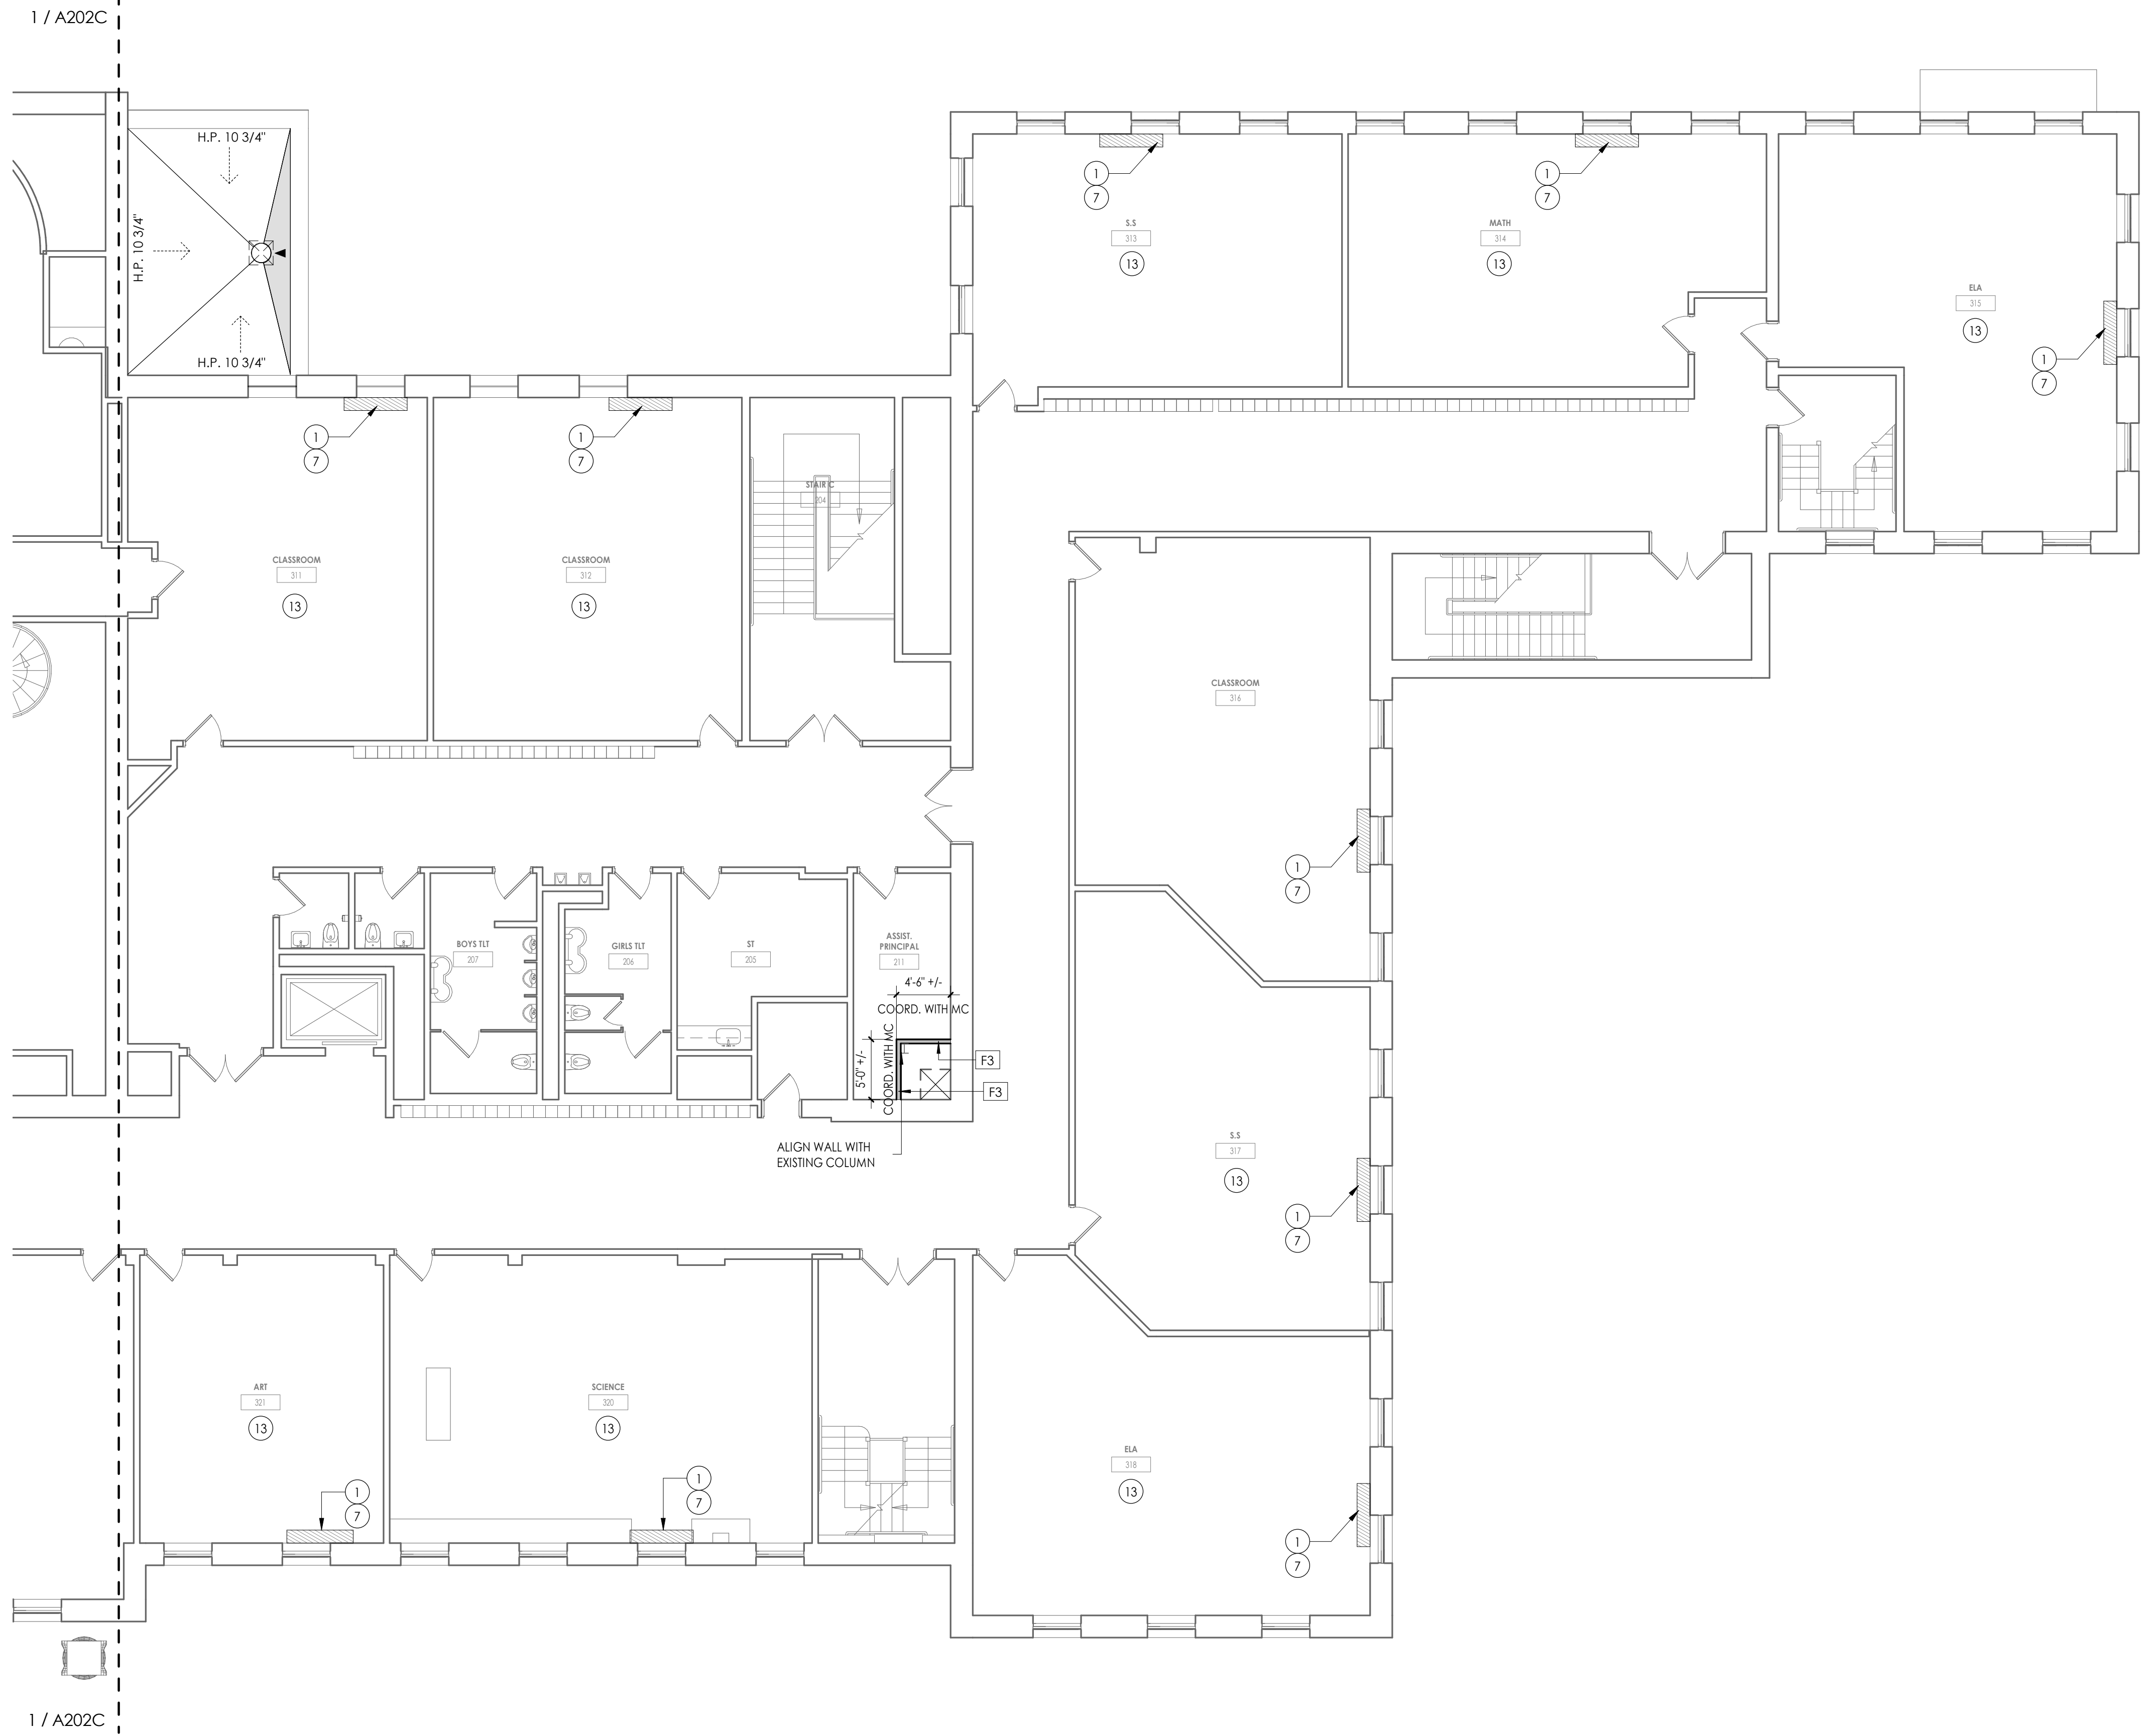 1 / A202C
H.P. 10 3/4"
H.P. 10 3/4"
H.P. 10 3/4"
1
7
S.S
313
13
1
7
MATH
314
13
ELA
315
13
1
7
1
7
1
7
STAIR C
204
CLASSROOM
311
13
CLASSROOM
312
13
CLASSROOM
316
1
7
BOYS TLT
207
GIRLS TLT
206
ST
205
ASSIST.
PRINCIPAL
211
4'-6" +/-
COORD. WITH MC
5'-0" +/-
COORD. WITH MC
F3
F3
ALIGN WALL WITH
EXISTING COLUMN
S.S
317
13
1
7
ART
321
13
1
7
SCIENCE
320
13
1
7
ELA
318
13
1
7
1 / A202C